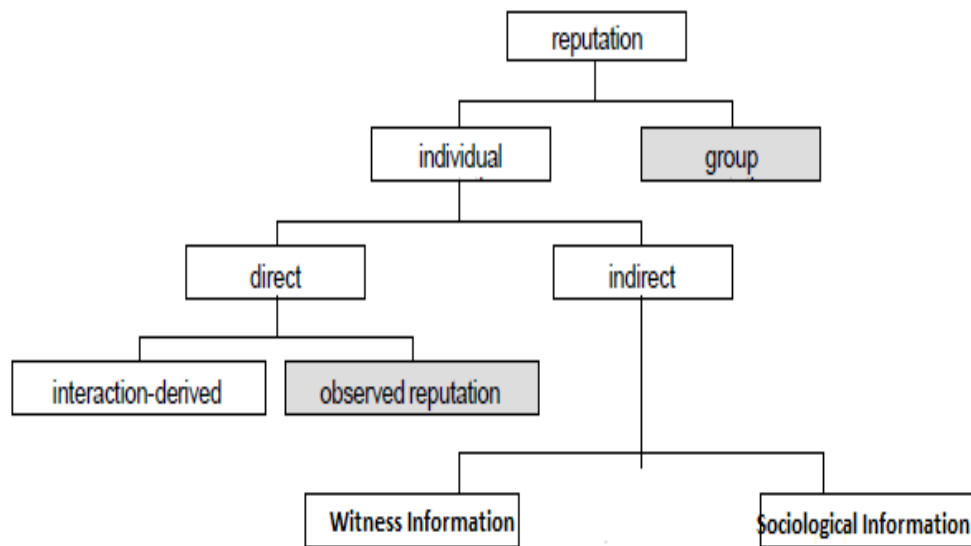 reputation
individual
group
direct
indirect
interaction-derived
observed reputation
Witness Information
Sociological Information